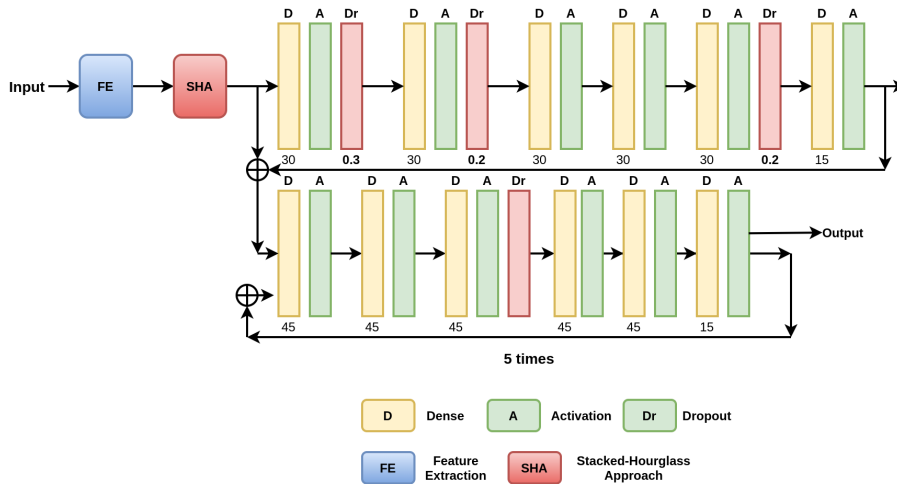 D A Dr D A Dr D A D A D A Dr D A
Input FE SHA
30 0.3 30 0.2 30 30 30 0.2 15
D A D A D A Dr D A D A D A
Output
45 45 45 45 45 15
5 times
D Dense A Activation Dr Dropout
FE Feature Extraction SHA Stacked-Hourglass Approach